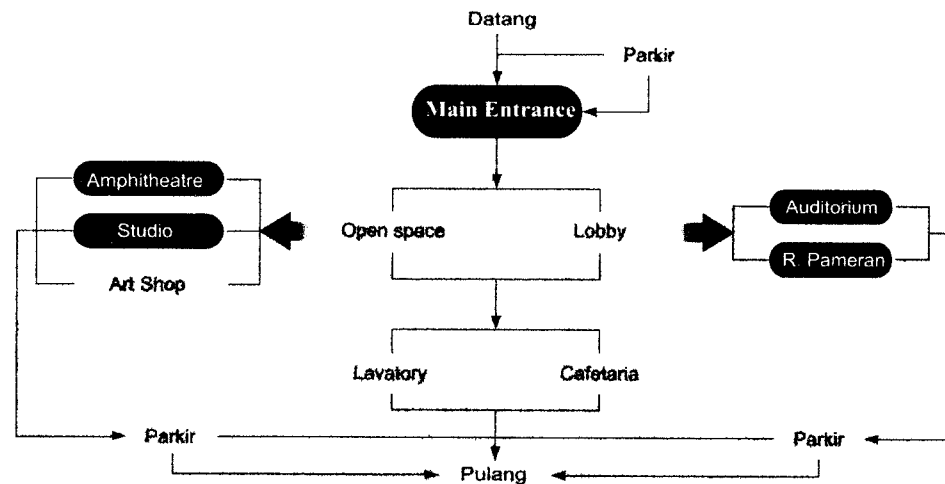 Datang
Parkir
Main Entrance
Amphitheatre
Studio
Art Shop
Open space
Lobby
Auditorium
R. Pameran
Lavatory
Cafetaria
Parkir
Parkir
Pulang